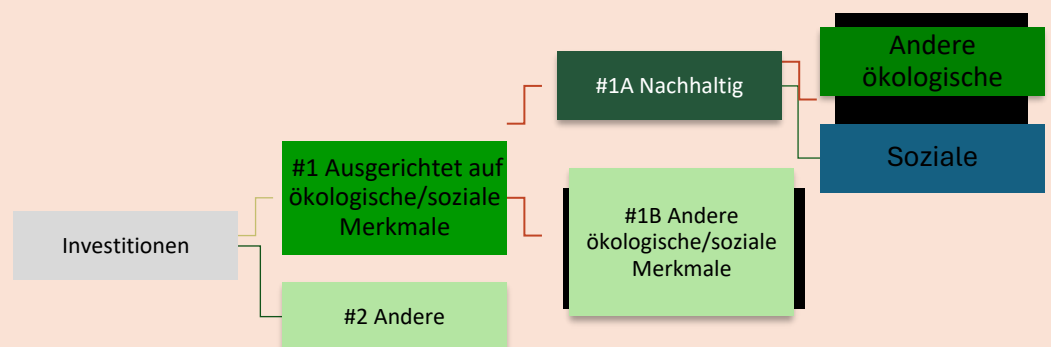 Investitionen
#1 Ausgerichtet auf
ökologische/soziale
Merkmale
#2 Andere
#1A Nachhaltig
#1B Andere
ökologische/soziale
Merkmale
Andere
ökologische
Soziale